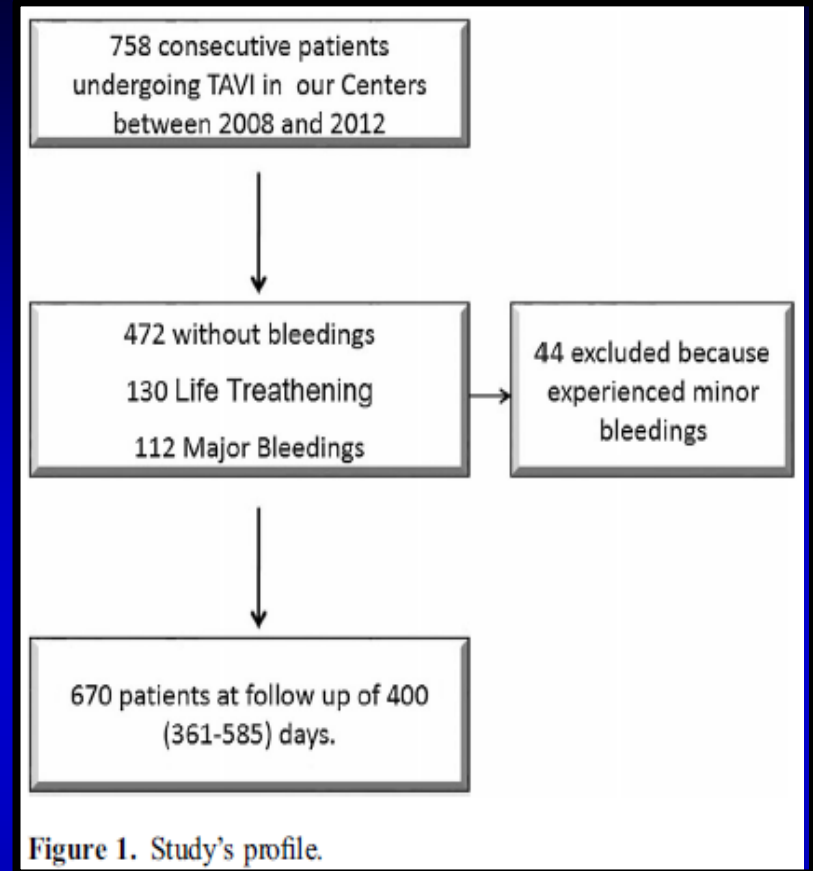 758 consecutive patients
undergoing TAVI in our Centers
between 2008 and 2012
472 without bleedings
130 Life Treathening
112 Major Bleedings
44 excluded because
experienced minor
bleedings
670 patients at follow up of 400
(361-585) days.
Figure 1. Study's profile.